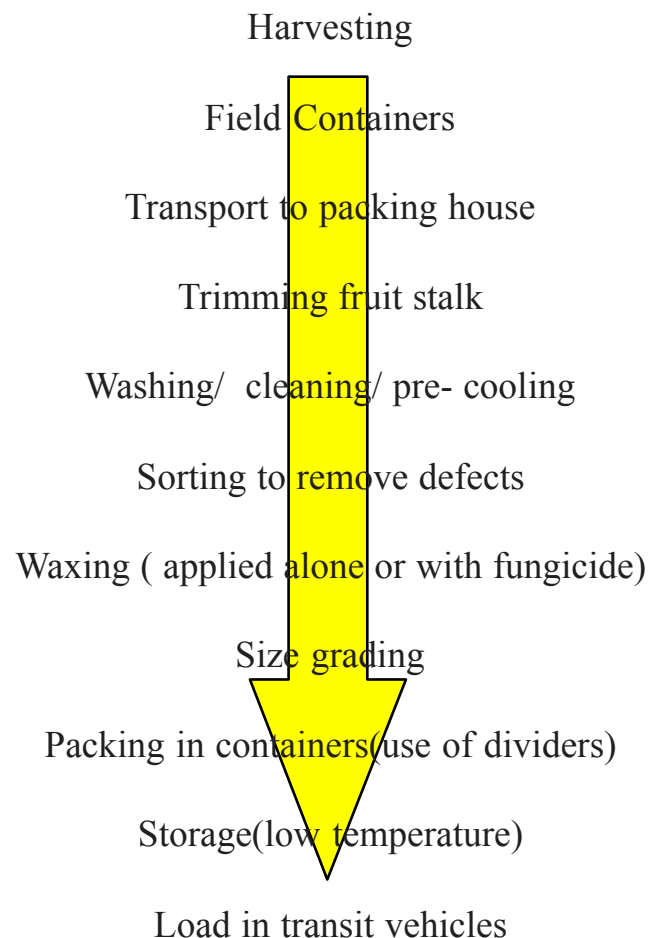 Harvesting
Field Containers
Transport to packing house
Trimming fruit stalk
Washing/  cleaning/ pre- cooling
Sorting to remove defects
Waxing ( applied alone or with fungicide)
Size grading
Packing in containers(use of dividers)
Storage(low temperature)
Load in transit vehicles